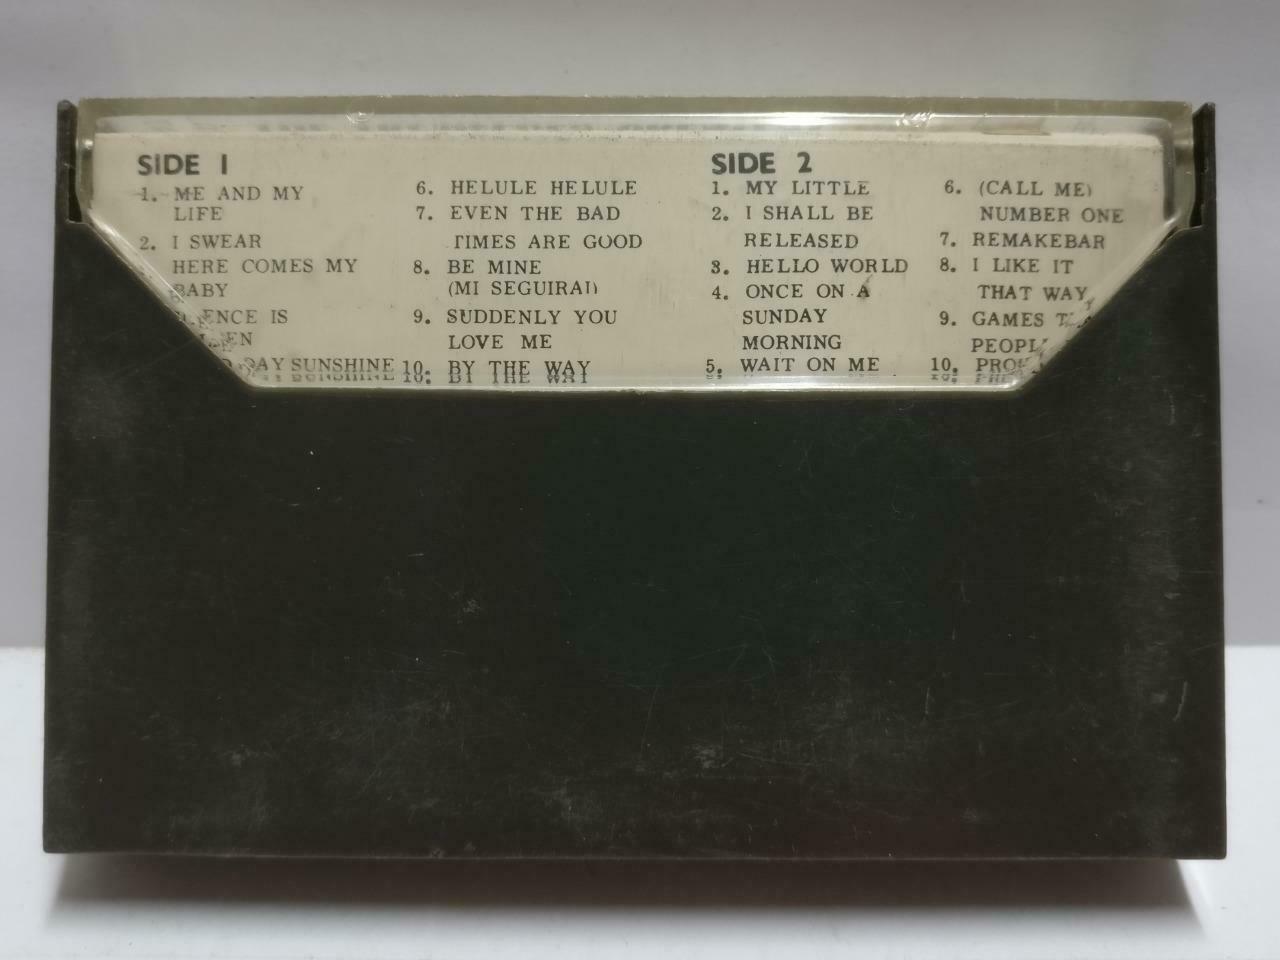 SIDE 1
1. ME AND MY
LIFE
2. I SWEAR
HERE COMES MY
BABY
IS
DAY SUNSHINE
6. HELULE HELULE
7. EVEN THE BAD
TIMES ARE GOOD
8. BE MINE
(MI SEGUIRAI)
9. SUDDENLY YOU
LOVE ME
10. BY THE WAY
SIDE 2
1. MY LITTLE
2. I SHALL BE
RELEASED
3. HELLO WORLD
4. ONCE ON A
SUNDAY
MORNING
5. WAIT ON ME
6. (CALL ME)
NUMBER ONE
7. REMAKEBAR
8. I LIKE IT
THAT WAY
9. GAMES
10.